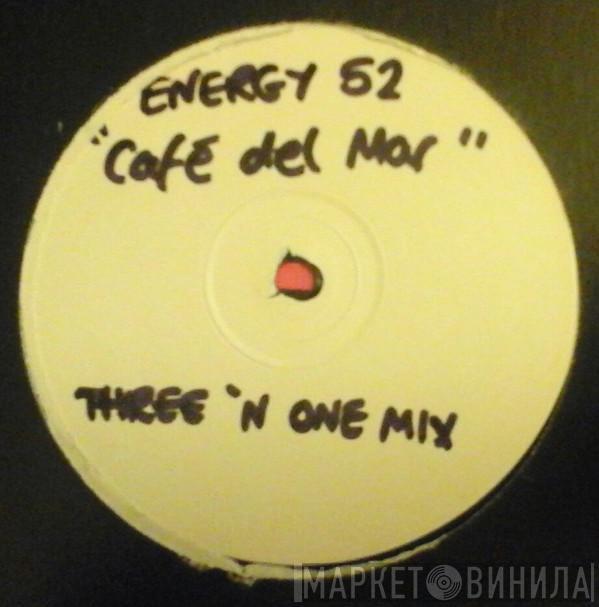 ENERGY 52
"Café del Mar"
THREE 'N ONE MIX
МАРКЕТ ВИНИЛА